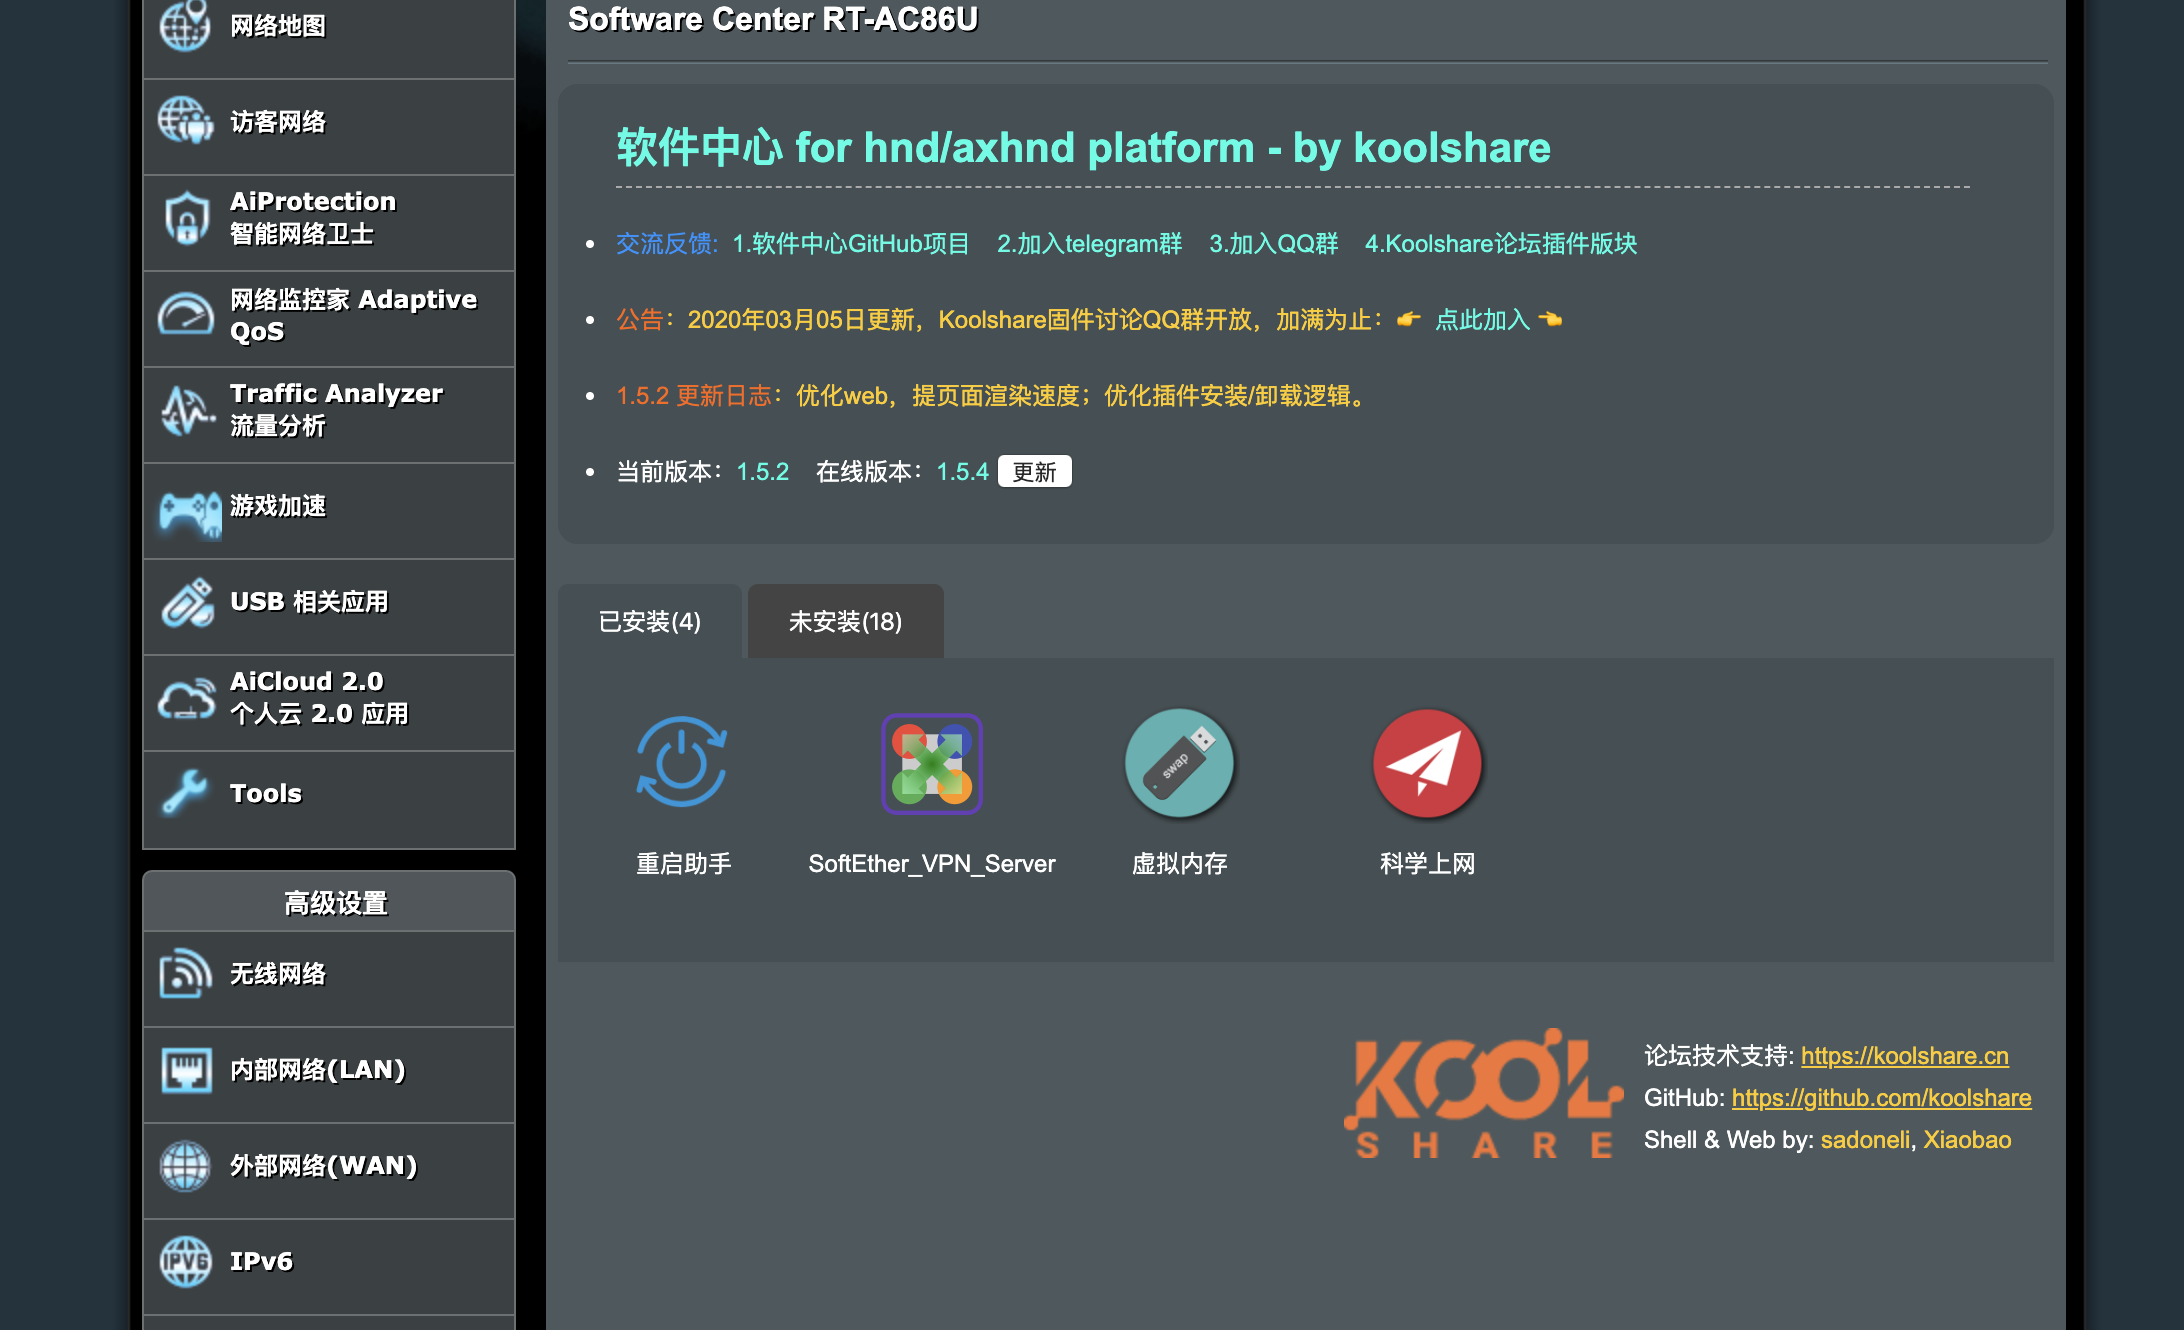 网络地图
访客网络
AiProtection
智能网络卫士
网络监控家 Adaptive
QoS
Traffic Analyzer
流量分析
游戏加速
USB 相关应用
AiCloud 2.0
个人云 2.0 应用
Tools
高级设置
无线网络
内部网络(LAN)
外部网络(WAN)
IPV6
IPv6
Software Center RT-AC86U
软件中心 for hnd/axhnd platform - by koolshare
交流反馈: 1.软件中心GitHub项目 2.加入telegram群 3.加入QQ群 4.Koolshare论坛插件版块
公告：2020年03月05日更新，Koolshare固件讨论QQ群开放，加满为止：👉 点此加入 👈
1.5.2 更新日志：优化web，提页面渲染速度；优化插件安装/卸载逻辑。
当前版本：1.5.2 在线版本：1.5.4 更新
已安装(4) 未安装(18)
swap
重启助手 SoftEther_VPN_Server 虚拟内存 科学上网
KOOL
SHARE
论坛技术支持: https://koolshare.cn
GitHub: https://github.com/koolshare
Shell & Web by: sadoneli, Xiaobao